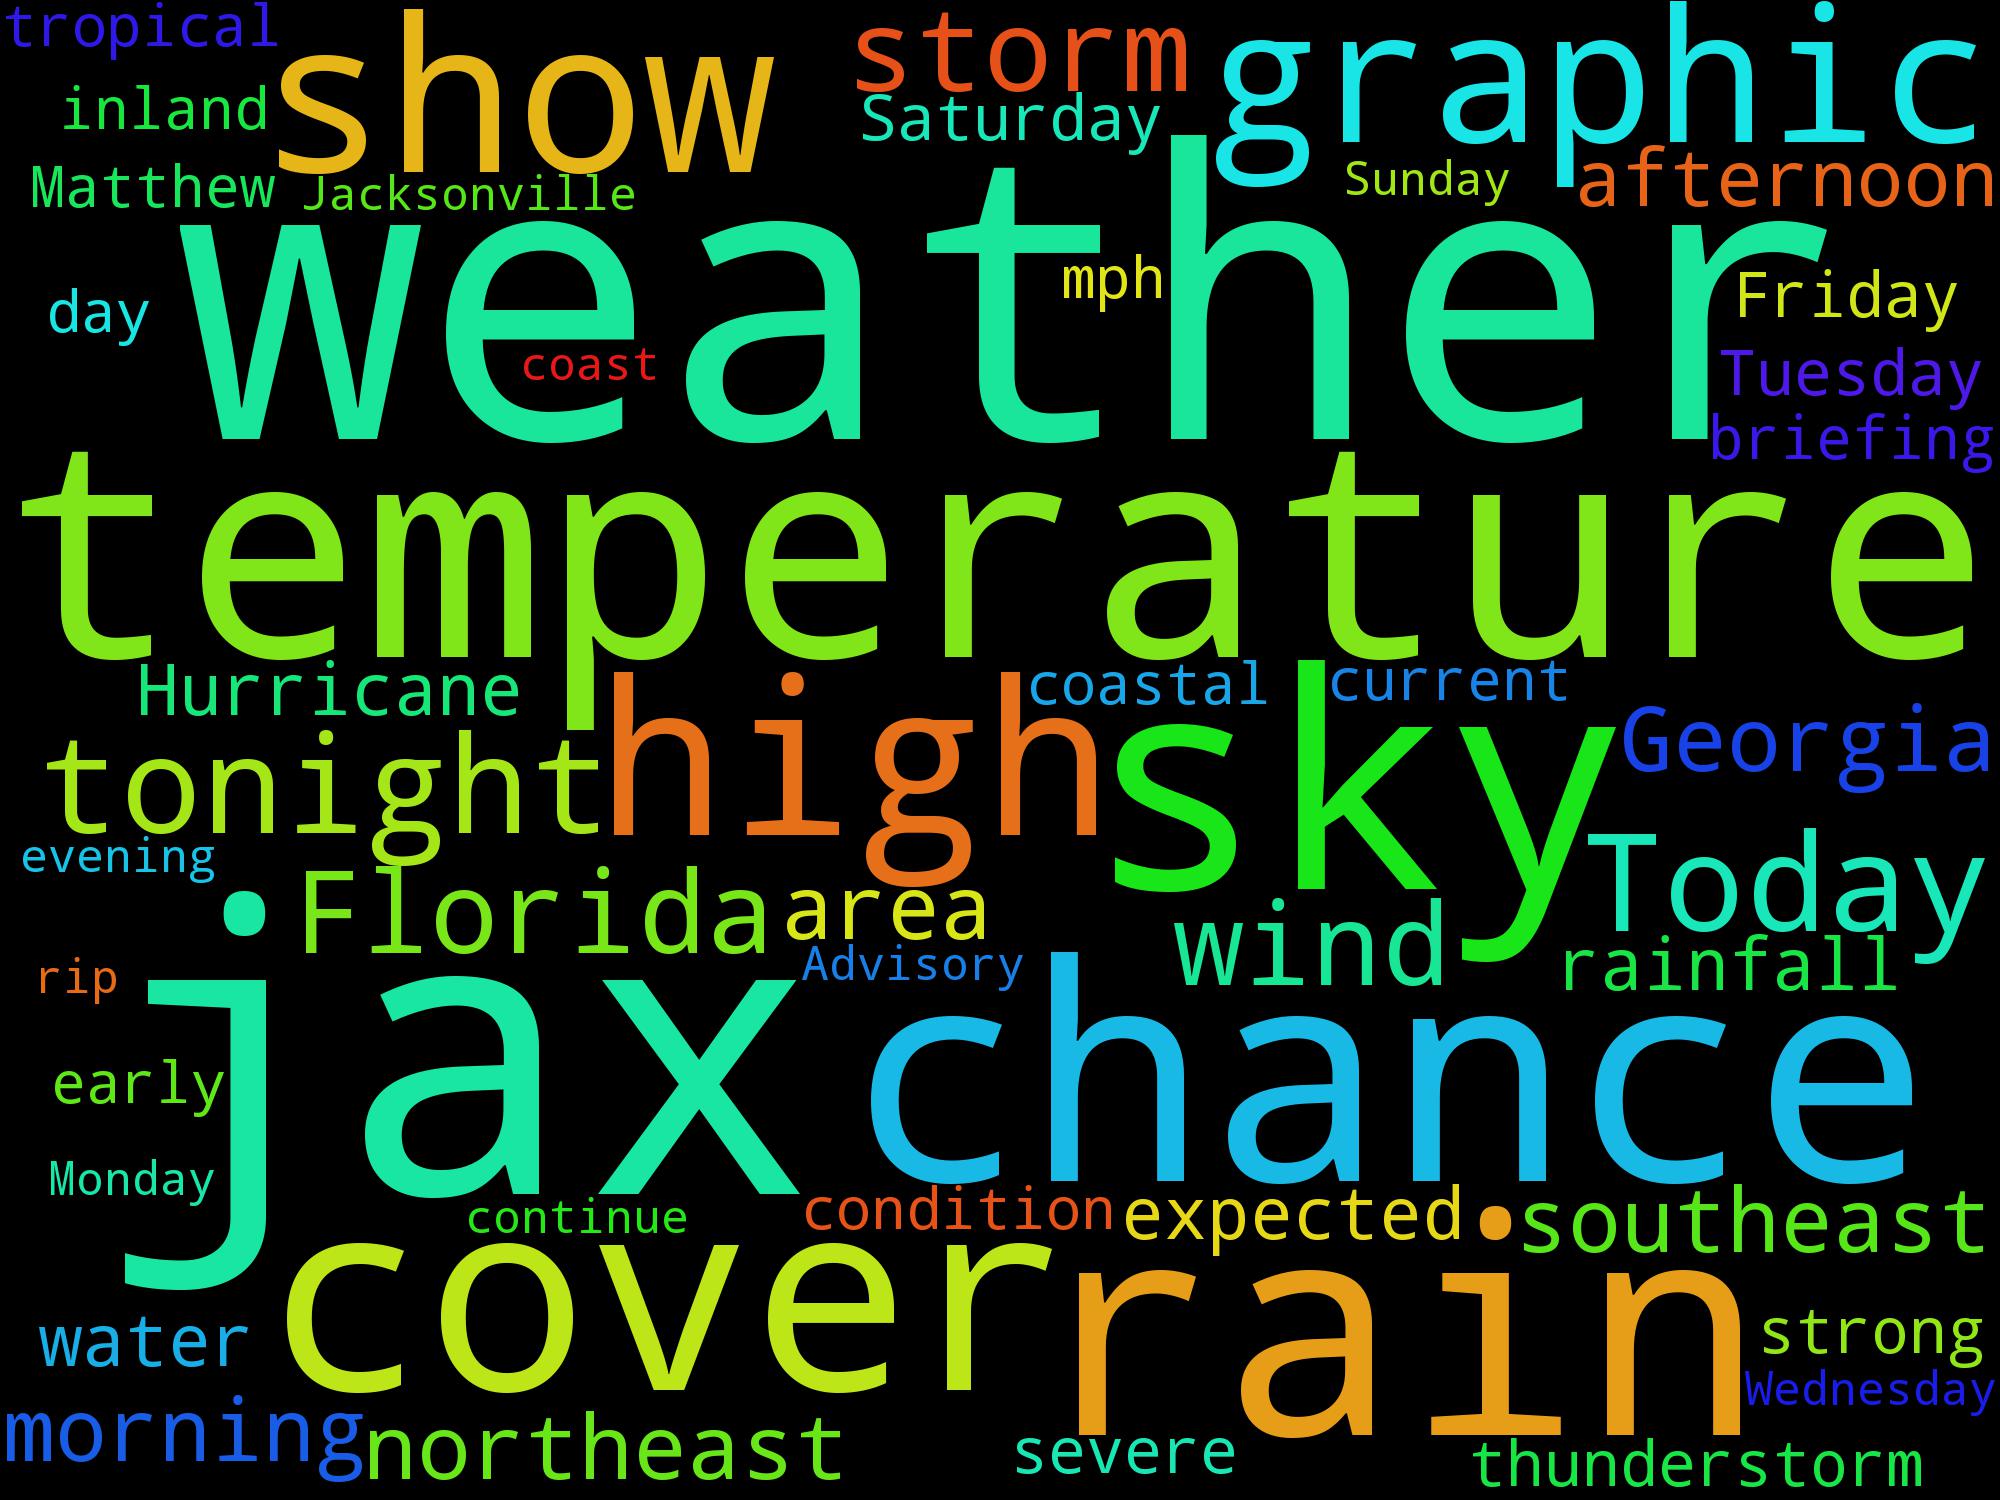 tropical
show
storm
graphic
inland
Saturday
Matthew
Jacksonville
Sunday
afternoon
weather
day
mph
Friday
coast
Tuesday
briefing
temperature
Hurricane
high
coastal
sky
current
Georgia
tonight
evening
Today
Florida
area
wind
rip
Advisory
rainfall
jax
chance
early
Monday
continue
condition
expected
southeast
cover
rain
water
strong
Wednesday
morning
northeast
severe
thunderstorm